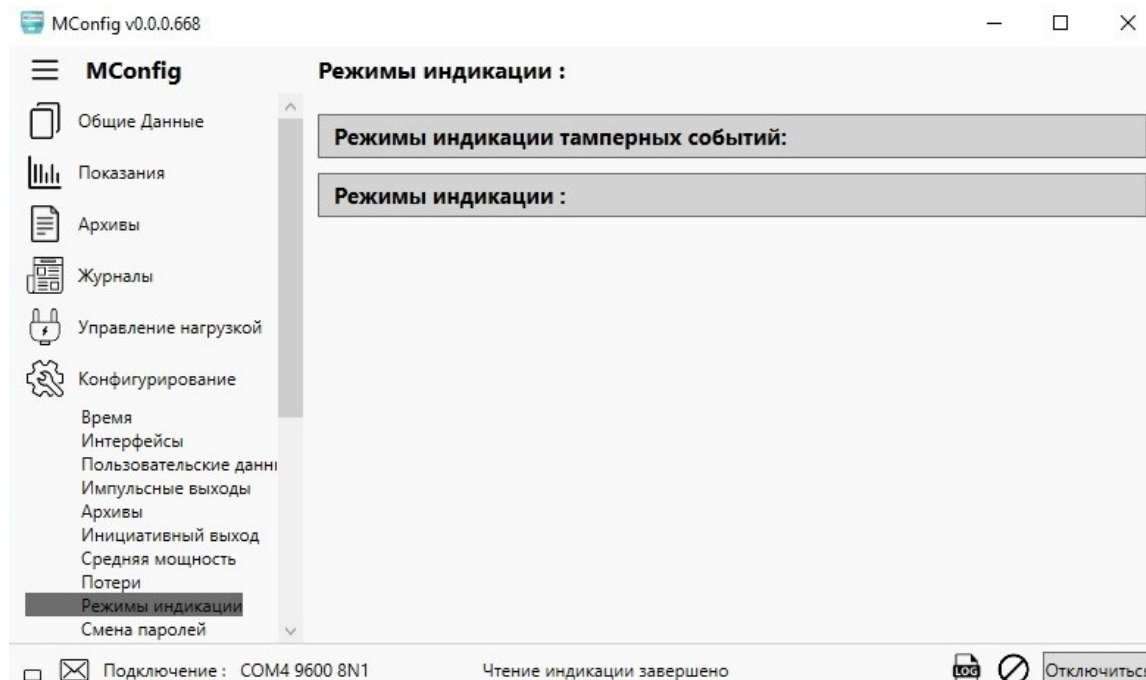 MConfig v0.0.0.668
MConfig
Общие Данные
Показания
Архивы
Журналы
Управление нагрузкой
Конфигурирование
Время
Интерфейсы
Пользовательские данн
Импульсные выходы
Архивы
Инициативный выход
Средняя мощность
Потери
Режимы индикации
Смена паролей
Режимы индикации :
Режимы индикации тамперных событий:
Режимы индикации :
Подключение : COM4 9600 8N1
Чтение индикации завершено
LOG
Отключиться